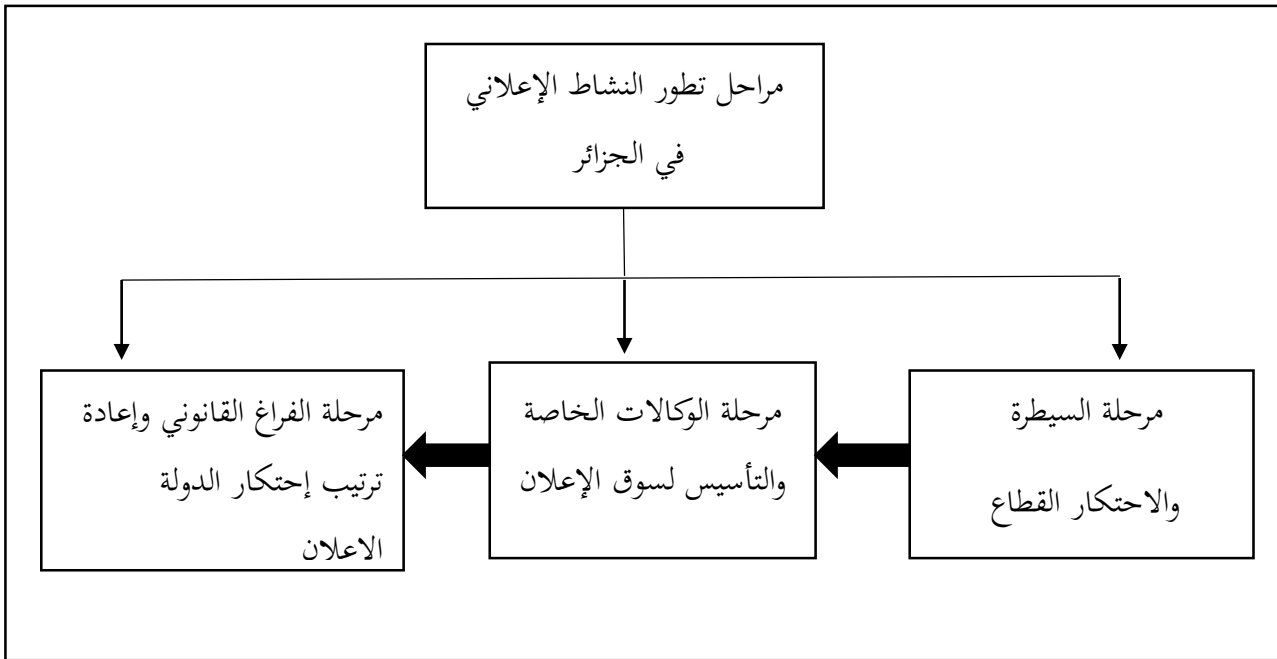 مراحل تطور النشاط الإعلاني
في الجزائر
مرحلة السيطرة
والاحتكار القطاع
مرحلة الوكالات الخاصة
والتأسيس لسوق الإعلان
مرحلة الفراغ القانوني وإعادة
ترتيب إحتكار الدولة
الاعلان